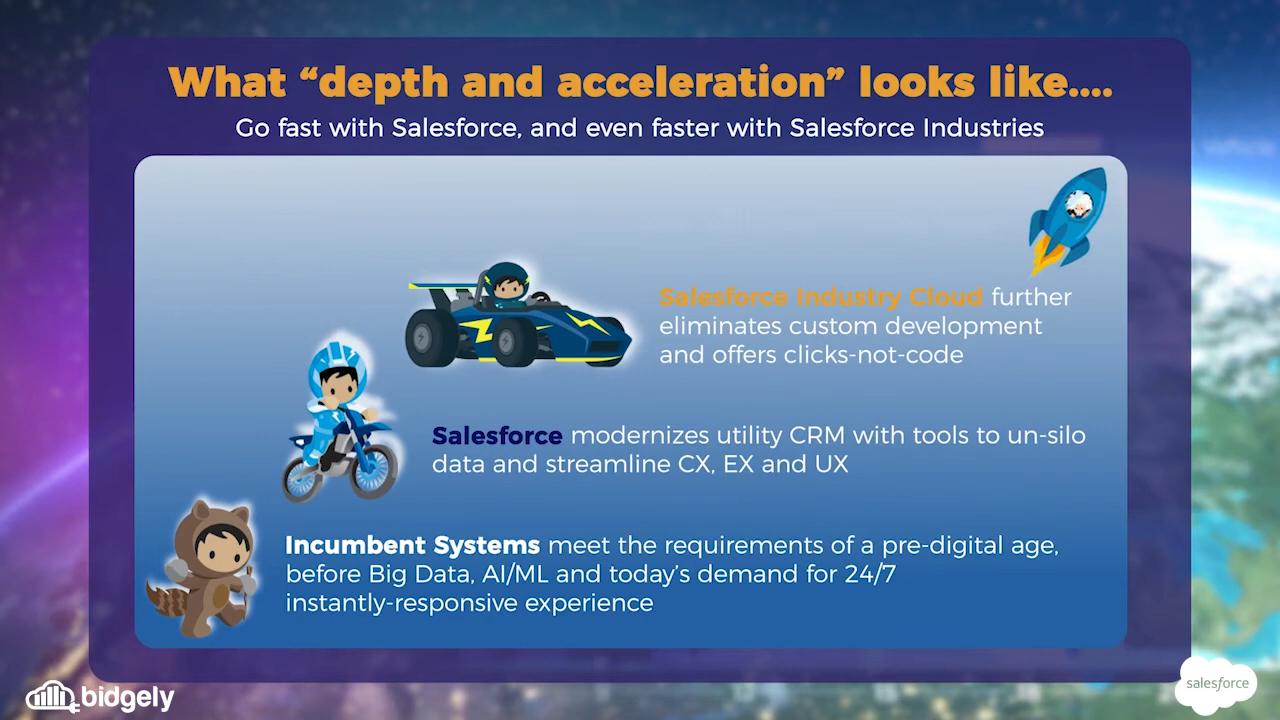 What “depth and acceleration” looks like....
Go fast with Salesforce, and even faster with Salesforce Industries
Salesforce Industry Cloud further
eliminates custom development
and offers clicks-not-code
Salesforce modernizes utility CRM with tools to un-silo
data and streamline CX, EX and UX
Incumbent Systems meet the requirements of a pre-digital age,
before Big Data, AI/ML and today’s demand for 24/7
instantly-responsive experience
bidgely
salesforce